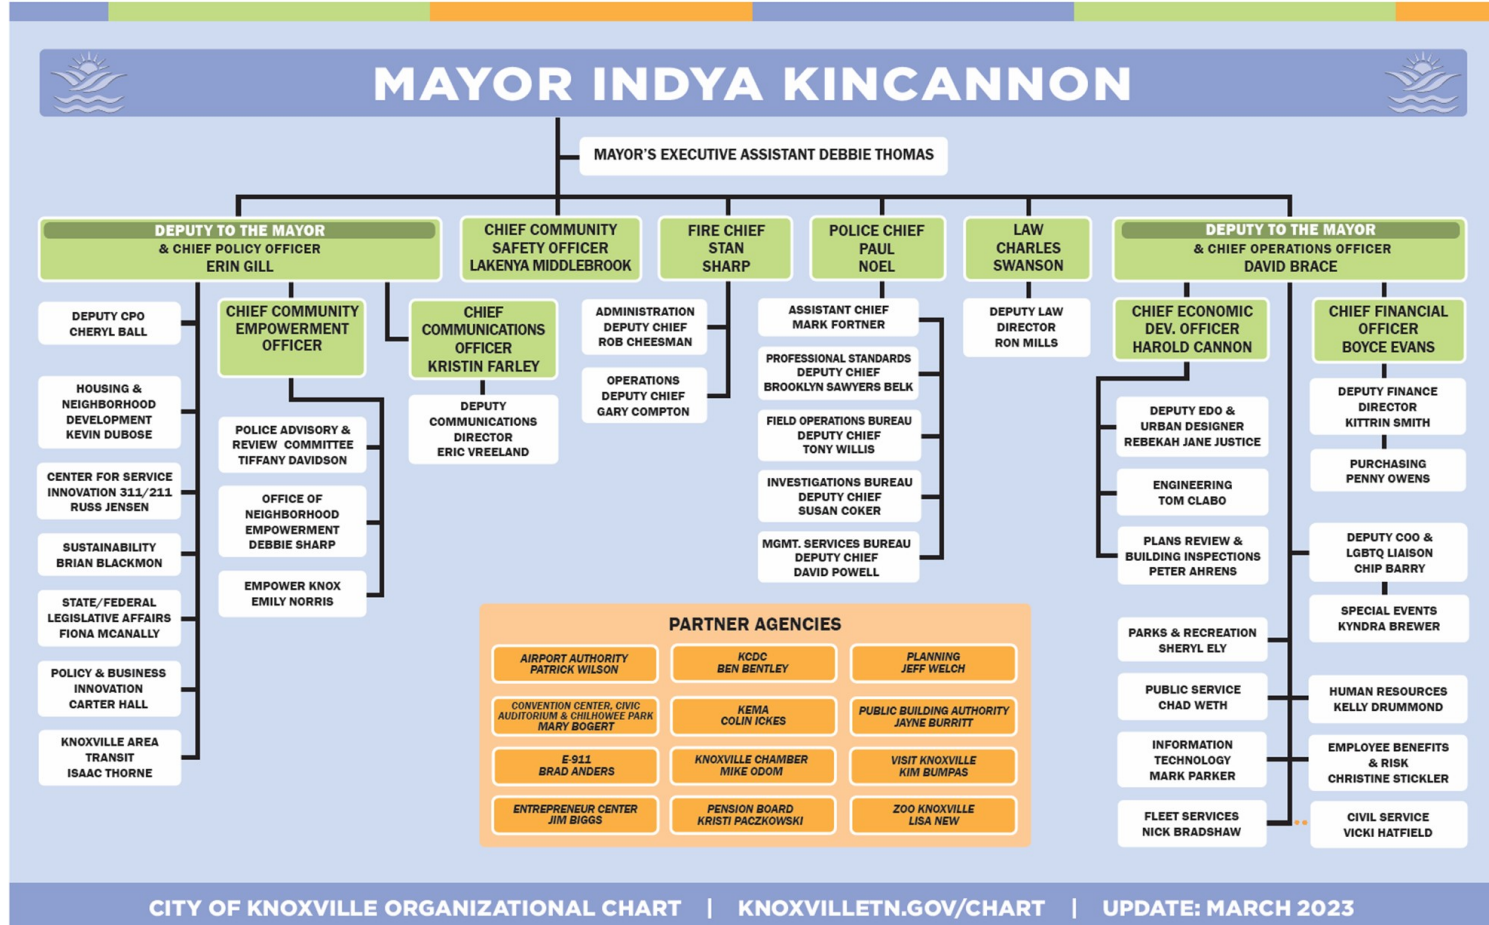 MAYOR INDYA KINCANNON
MAYOR'S EXECUTIVE ASSISTANT DEBBIE THOMAS
DEPUTY TO THE MAYOR
& CHIEF POLICY OFFICER
ERIN GILL
CHIEF COMMUNITY
SAFETY OFFICER
LAKENYA MIDDLEBROOK
FIRE CHIEF
STAN
SHARP
POLICE CHIEF
PAUL
NOEL
LAW
CHARLES
SWANSON
DEPUTY TO THE MAYOR
& CHIEF OPERATIONS OFFICER
DAVID BRACE
DEPUTY CPO
CHERYL BALL
HOUSING &
NEIGHBORHOOD
DEVELOPMENT
KEVIN DUBOSE
CENTER FOR SERVICE
INNOVATION 311/211
RUSS JENSEN
SUSTAINABILITY
BRIAN BLACKMON
STATE/FEDERAL
LEGISLATIVE AFFAIRS
FIONA MCANALLY
POLICY & BUSINESS
INNOVATION
CARTER HALL
KNOXVILLE AREA
TRANSIT
ISAAC THORNE
CHIEF COMMUNITY
EMPOWERMENT
OFFICER
POLICE ADVISORY &
REVIEW COMMITTEE
TIFFANY DAVIDSON
OFFICE OF
NEIGHBORHOOD
EMPOWERMENT
DEBBIE SHARP
EMPOWER KNOX
EMILY NORRIS
CHIEF
COMMUNICATIONS
OFFICER
KRISTIN FARLEY
DEPUTY
COMMUNICATIONS
DIRECTOR
ERIC VREELAND
ADMINISTRATION
DEPUTY CHIEF
ROB CHEESMAN
OPERATIONS
DEPUTY CHIEF
GARY COMPTON
ASSISTANT CHIEF
MARK FORTNER
PROFESSIONAL STANDARDS
DEPUTY CHIEF
BROOKLYN SAWYERS BELK
FIELD OPERATIONS BUREAU
DEPUTY CHIEF
TONY WILLIS
INVESTIGATIONS BUREAU
DEPUTY CHIEF
SUSAN COKER
MGMT. SERVICES BUREAU
DEPUTY CHIEF
DAVID POWELL
DEPUTY LAW
DIRECTOR
RON MILLS
CHIEF ECONOMIC
DEV. OFFICER
HAROLD CANNON
DEPUTY EDO &
URBAN DESIGNER
REBEKAH JANE JUSTICE
ENGINEERING
TOM CLABO
PLANS REVIEW &
BUILDING INSPECTIONS
PETER AHRENS
PARKS & RECREATION
SHERYL ELY
PUBLIC SERVICE
CHAD WETH
INFORMATION
TECHNOLOGY
MARK PARKER
FLEET SERVICES
NICK BRADSHAW
CHIEF FINANCIAL
OFFICER
BOYCE EVANS
DEPUTY FINANCE
DIRECTOR
KITTRIN SMITH
PURCHASING
PENNY OWENS
DEPUTY COO &
LGBTQ LIAISON
CHIP BARRY
SPECIAL EVENTS
KYNDRA BREWER
HUMAN RESOURCES
KELLY DRUMMOND
EMPLOYEE BENEFITS
& RISK
CHRISTINE STICKLER
CIVIL SERVICE
VICKI HATFIELD
PARTNER AGENCIES
AIRPORT AUTHORITY
PATRICK WILSON
KCDC
BEN BENTLEY
PLANNING
JEFF WELCH
CONVENTION CENTER, CIVIC
AUDITORIUM & CHILHOWEE PARK
MARY BOGERT
KEMA
COLIN ICKES
PUBLIC BUILDING AUTHORITY
JAYNE BURRITT
E-911
BRAD ANDERS
KNOXVILLE CHAMBER
MIKE ODOM
VISIT KNOXVILLE
KIM BUMPAS
ENTREPRENEUR CENTER
JIM BIGGS
PENSION BOARD
KRISTI PACZKOWSKI
ZOO KNOXVILLE
LISA NEW
CITY OF KNOXVILLE ORGANIZATIONAL CHART | KNOXVILLETN.GOV/CHART | UPDATE: MARCH 2023